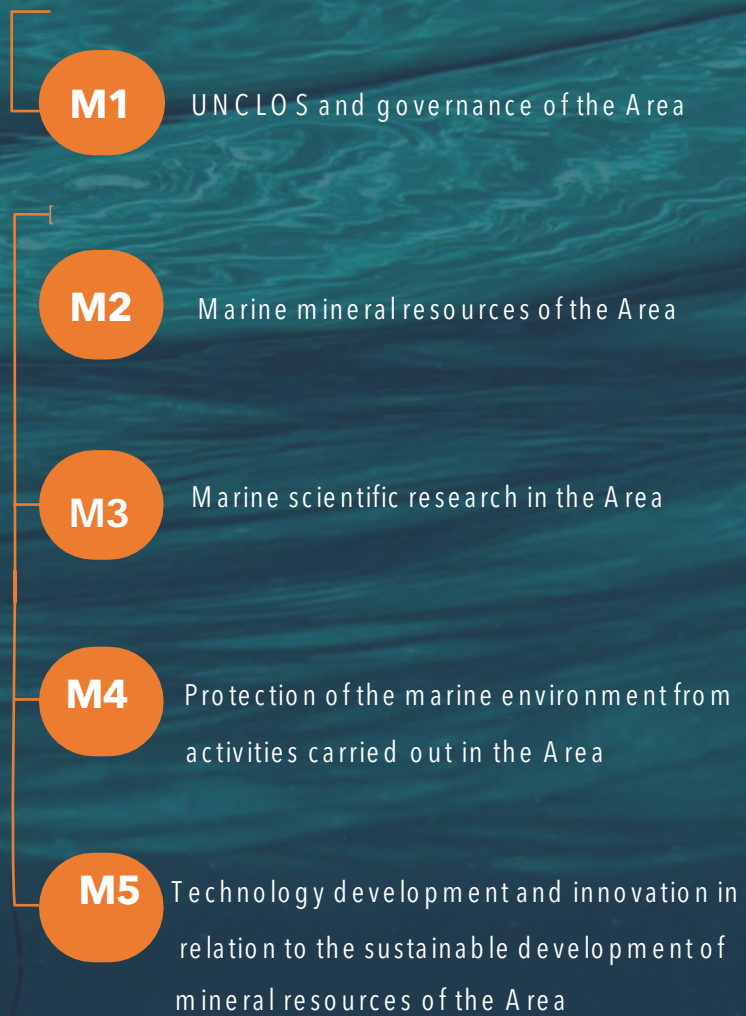 M1
UNCLOS and governance of the Area
M2
Marine mineral resources of the Area
M3
Marine scientific research in the Area
M4
Protection of the marine environment from
activities carried out in the Area
M5
Technology development and innovation in
relation to the sustainable development of
mineral resources of the Area